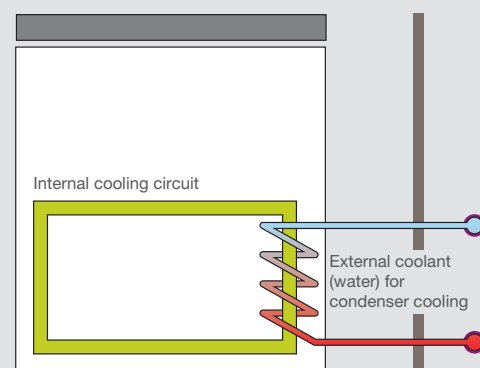 Internal cooling circuit
External coolant
(water) for
condenser cooling